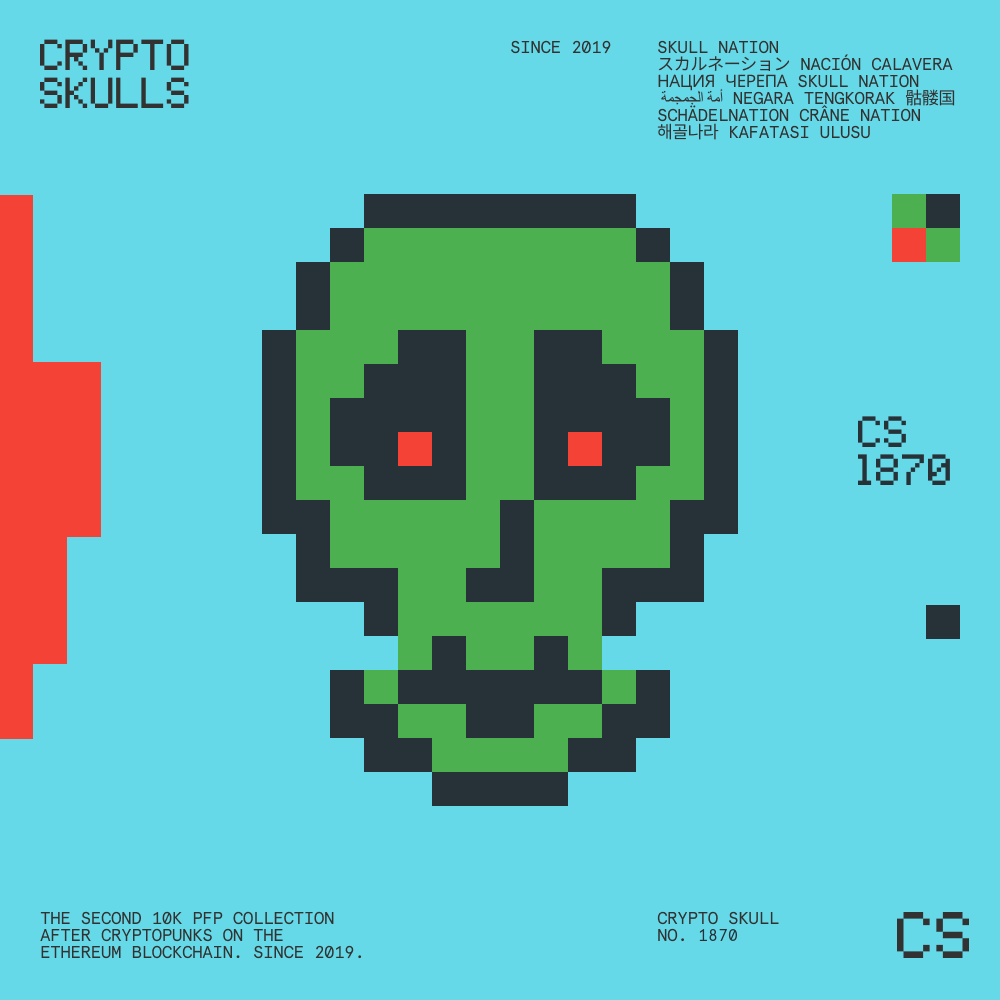 CRYPTO
SKULLS
SINCE 2019
SKULL NATION
スカルネーション NACIÓN CALAVERA
НАЦИЯ ЧЕРЕПА SKULL NATION
أمة الجمجمة NEGARA TENGKORAK 骷髅国
SCHÄDELNATION CRÂNE NATION
해골나라 KAFATASI ULUSU
CS
1870
THE SECOND 10K PFP COLLECTION
AFTER CRYPTOPUNKS ON THE
ETHEREUM BLOCKCHAIN. SINCE 2019.
CRYPTO SKULL
NO. 1870
CS